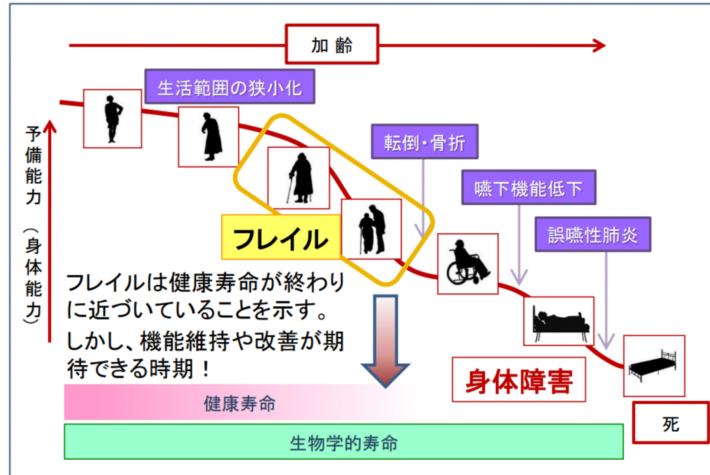 加 齢
生活範囲の狭小化
予備能力（身体能力）
転倒・骨折
嚥下機能低下
誤嚥性肺炎
フレイル
フレイルは健康寿命が終わり
に近づいていることを示す。
しかし、機能維持や改善が期
待できる時期！
身体障害
健康寿命
死
生物学的寿命